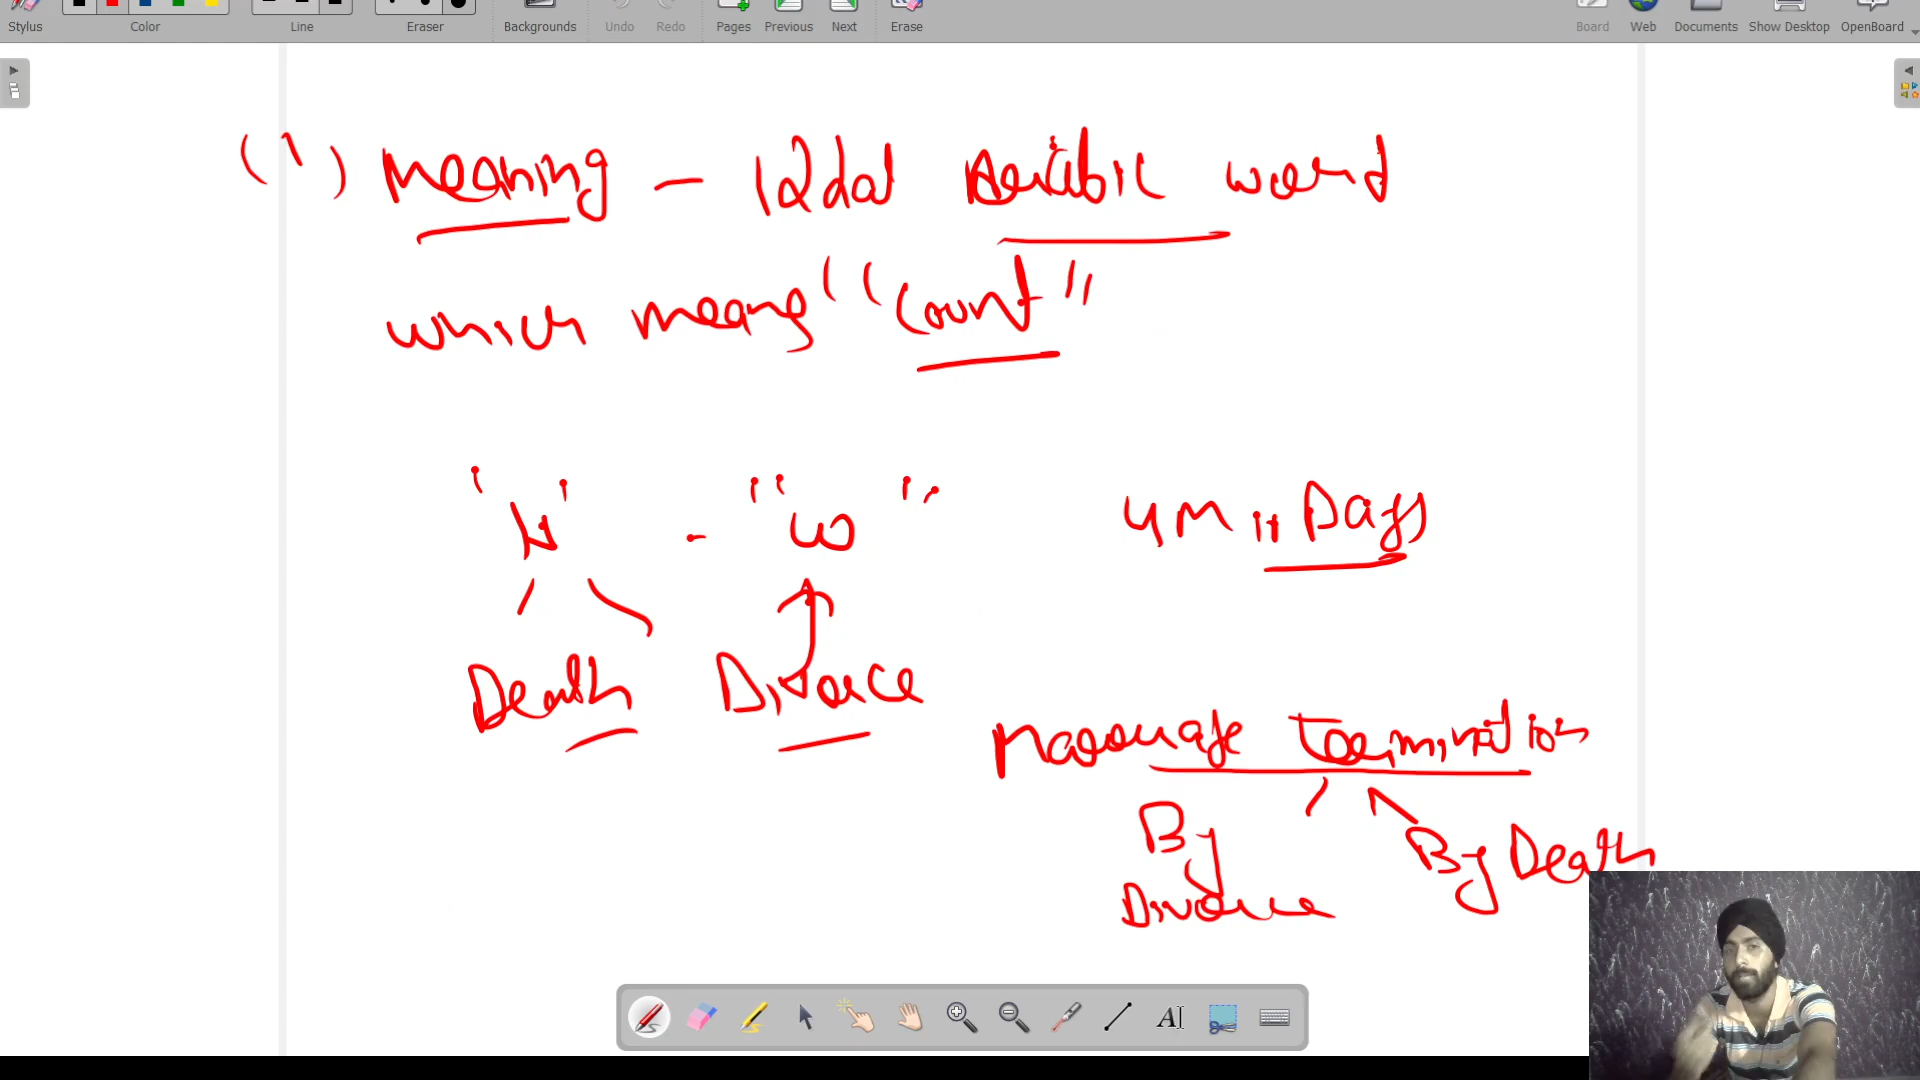 Stylus Color Line Eraser Backgrounds Undo Redo Pages Previous Next Erase Board Web Documents Show Desktop OpenBoard
(1) Meaning - Iddat Arabic word
which means "Count"
'H' - "W" 4M 11 Days
Death Divorce
Marriage termination
By Divorce
By Death